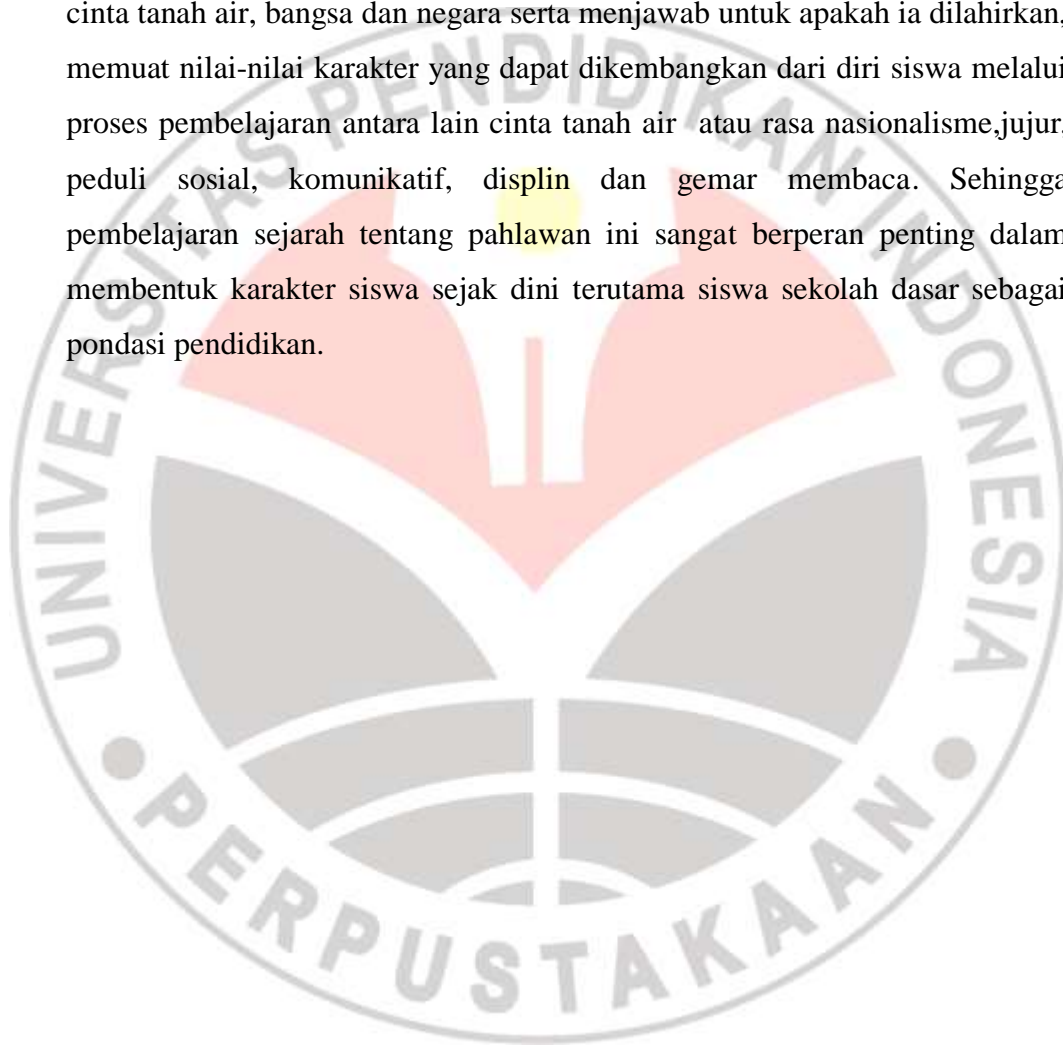 cinta tanah air, bangsa dan negara serta menjawab untuk apakah ia dilahirkan,
memuat nilai-nilai karakter yang dapat dikembangkan dari diri siswa melalui
proses pembelajaran antara lain cinta tanah air atau rasa nasionalisme,jujur,
peduli sosial, komunikatif, displin dan gemar membaca. Sehingga
pembelajaran sejarah tentang pahlawan ini sangat berperan penting dalam
membentuk karakter siswa sejak dini terutama siswa sekolah dasar sebagai
pondasi pendidikan.
UNIVERSITAS PENDIDIKAN INDONESIA
PERPUSTAKAAN